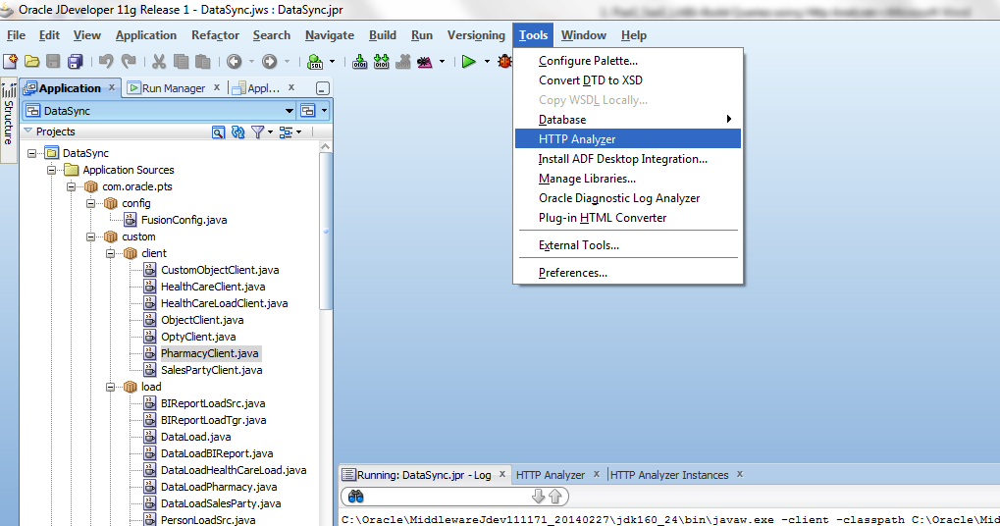 Oracle JDeveloper 11g Release 1 - DataSync.jws : DataSync.jpr
File Edit View Application Refactor Search Navigate Build Run Versioning Tools Window Help
Configure Palette...
Convert DTD to XSD
Copy WSDL Locally...
Database
HTTP Analyzer
Install ADF Desktop Integration...
Manage Libraries...
Oracle Diagnostic Log Analyzer
Plug-in HTML Converter
External Tools...
Preferences...
Structure
Application x Run Manager x Appl... x
DataSync
Projects
DataSync
Application Sources
com.oracle.pts
config
FusionConfig.java
custom
client
CustomObjectClient.java
HealthCareClient.java
HealthCareLoadClient.java
ObjectClient.java
OptyClient.java
PharmacyClient.java
SalesPartyClient.java
load
BIReportLoadSrc.java
BIReportLoadTgr.java
DataLoad.java
DataLoadBIReport.java
DataLoadHealthCareLoad.java
DataLoadPharmacy.java
DataLoadSalesParty.java
PersonLoadSrc.java
Running: DataSync.jpr - Log x HTTP Analyzer x HTTP Analyzer Instances x
C:\Oracle\MiddlewareJdev111171_20140227\jdk160_24\bin\javaw.exe -client -classpath C:\Oracle\Mid